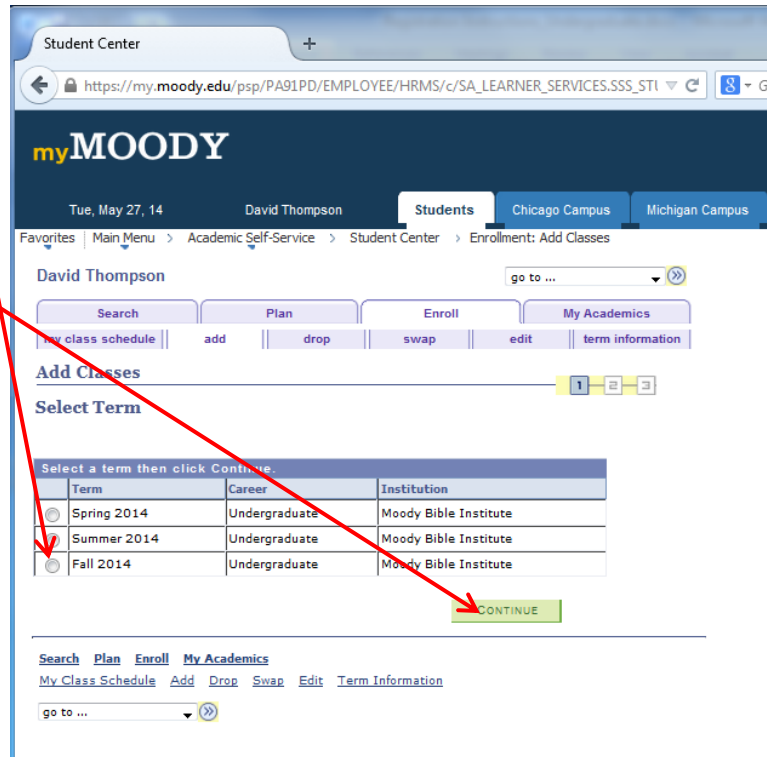 Student Center +
https://my.moody.edu/psp/PA91PD/EMPLOYEE/HRMS/c/SA_LEARNER_SERVICES.SSS_STU 8 G
myMOODY
Tue, May 27, 14 David Thompson Students Chicago Campus Michigan Campus
Favorites Main Menu > Academic Self-Service > Student Center > Enrollment: Add Classes
David Thompson go to ...
Search Plan Enroll My Academics
my class schedule add drop swap edit term information
Add Classes 1 2 3
Select Term
Select a term then click Continue.
Term Career Institution
Spring 2014 Undergraduate Moody Bible Institute
Summer 2014 Undergraduate Moody Bible Institute
Fall 2014 Undergraduate Moody Bible Institute
CONTINUE
Search Plan Enroll My Academics
My Class Schedule Add Drop Swap Edit Term Information
go to ...